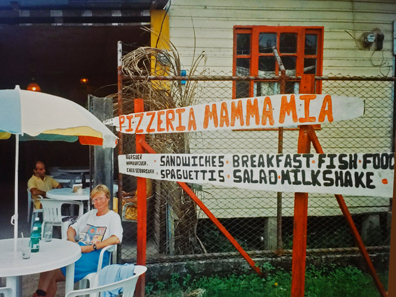 PIZZERIA MAMMA MIA
SANDWICHES · BREAKFAST · FISH · FOOD
SPAGUETTIS · SALAD · MILKSHAKE ·